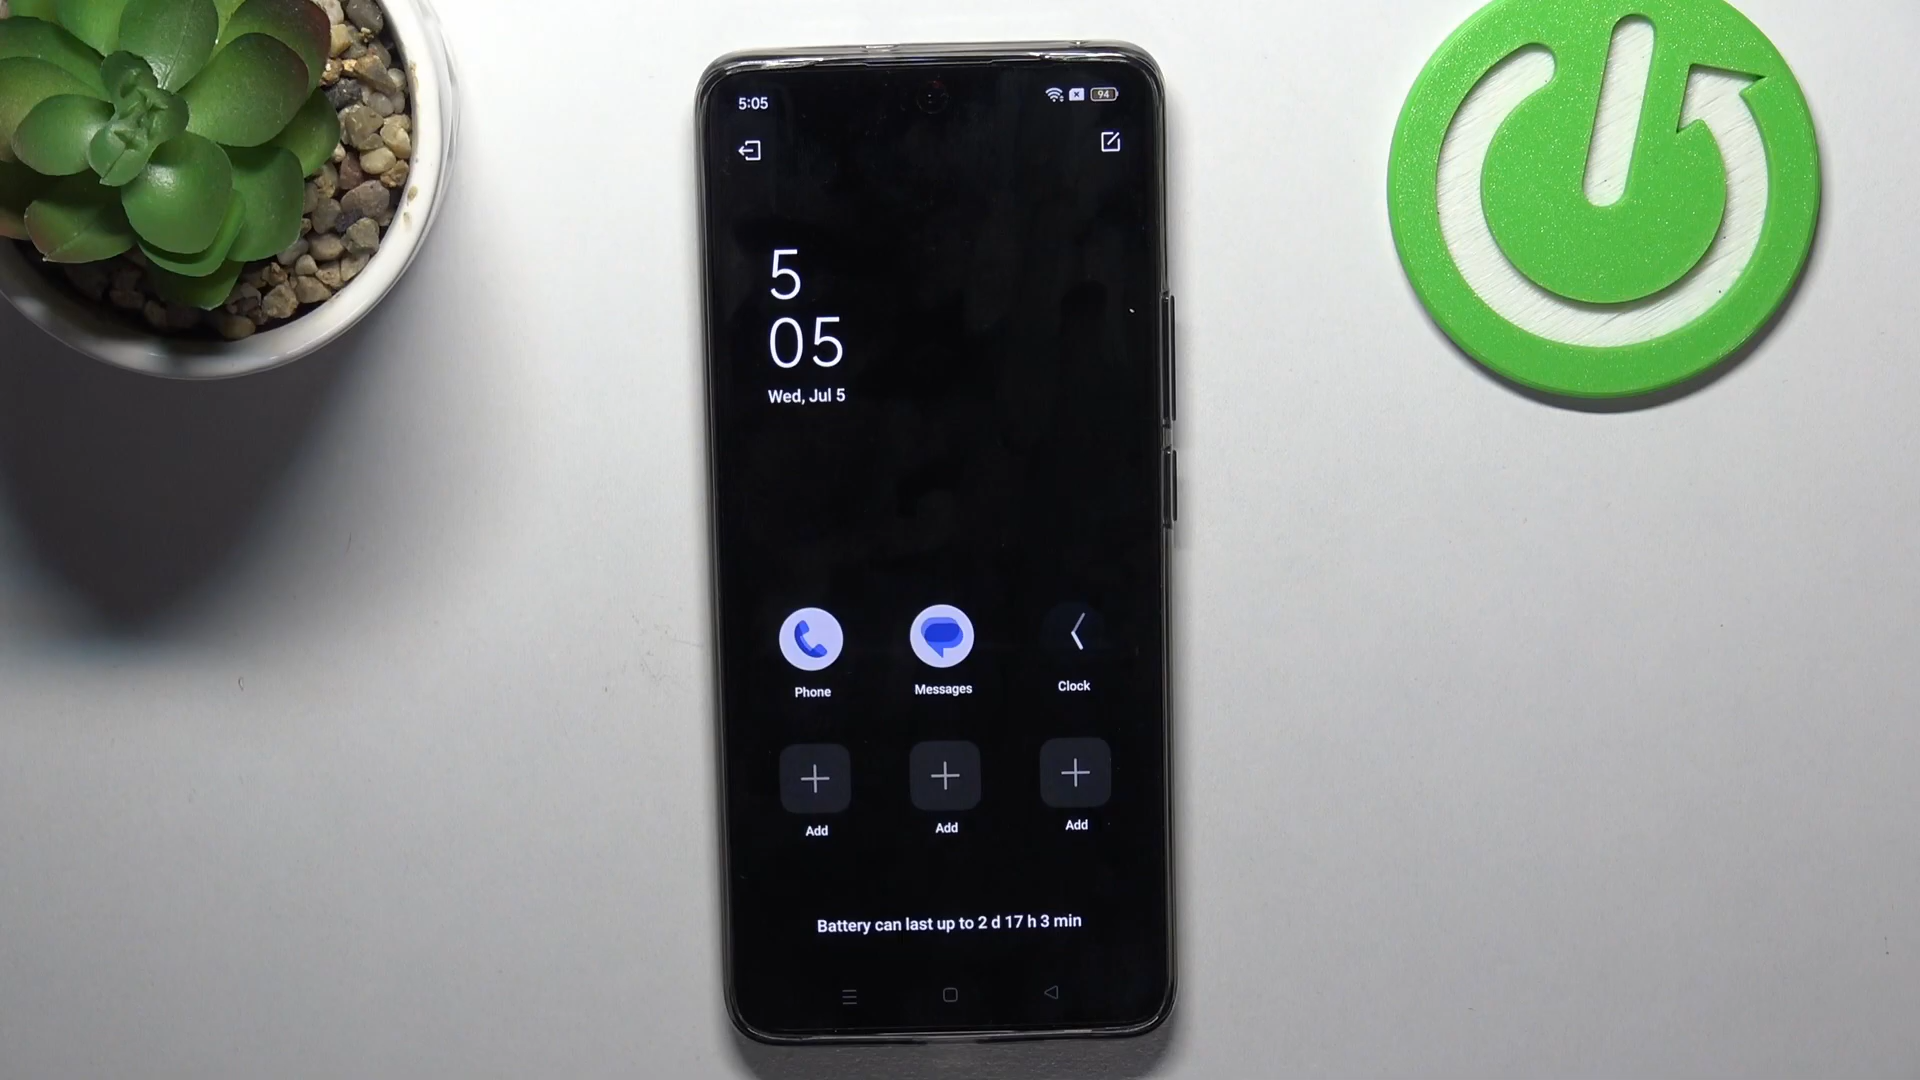 5:05
94
5
05
Wed, Jul 5
Phone
Messages
Clock
Add
Add
Add
Battery can last up to 2 d 17 h 3 min